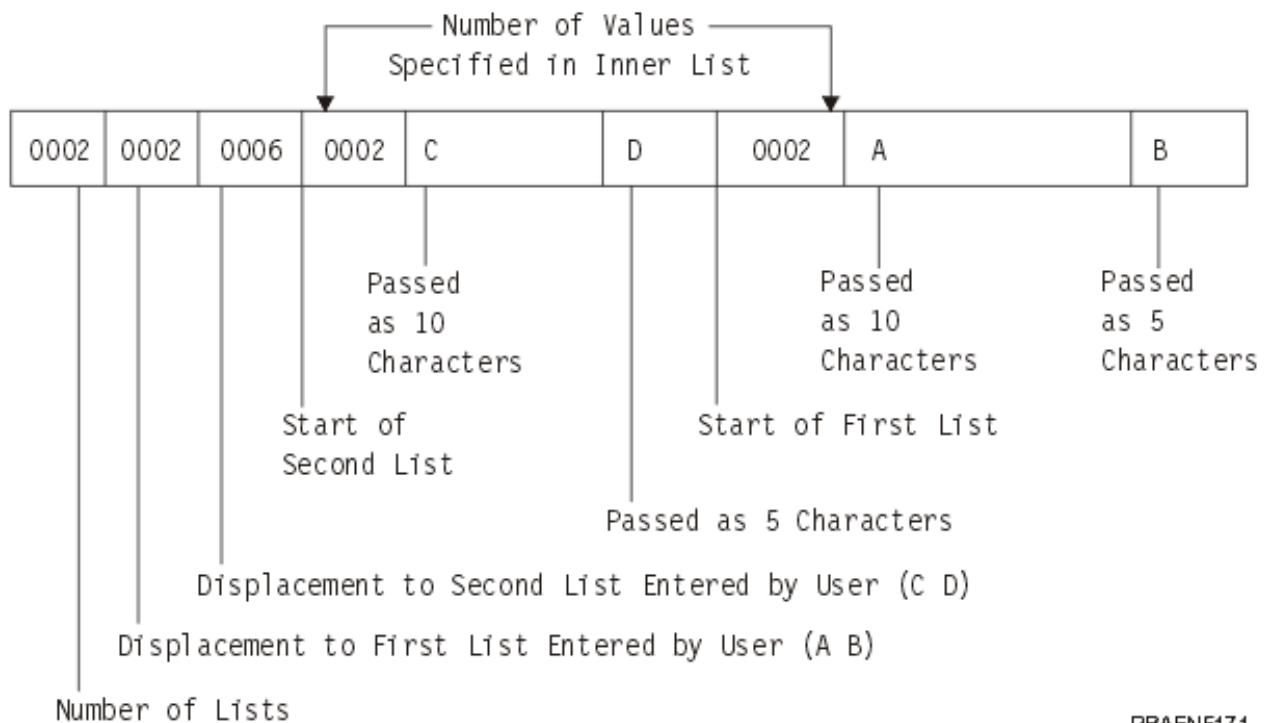 Number of Values
Specified in Inner List
0002 0002 0006 0002 C D 0002 A B
Passed
as 10
Characters
Passed
as 10
Characters
Passed
as 5
Characters
Start of
Second List
Start of First List
Passed as 5 Characters
Displacement to Second List Entered by User (C D)
Displacement to First List Entered by User (A B)
Number of Lists